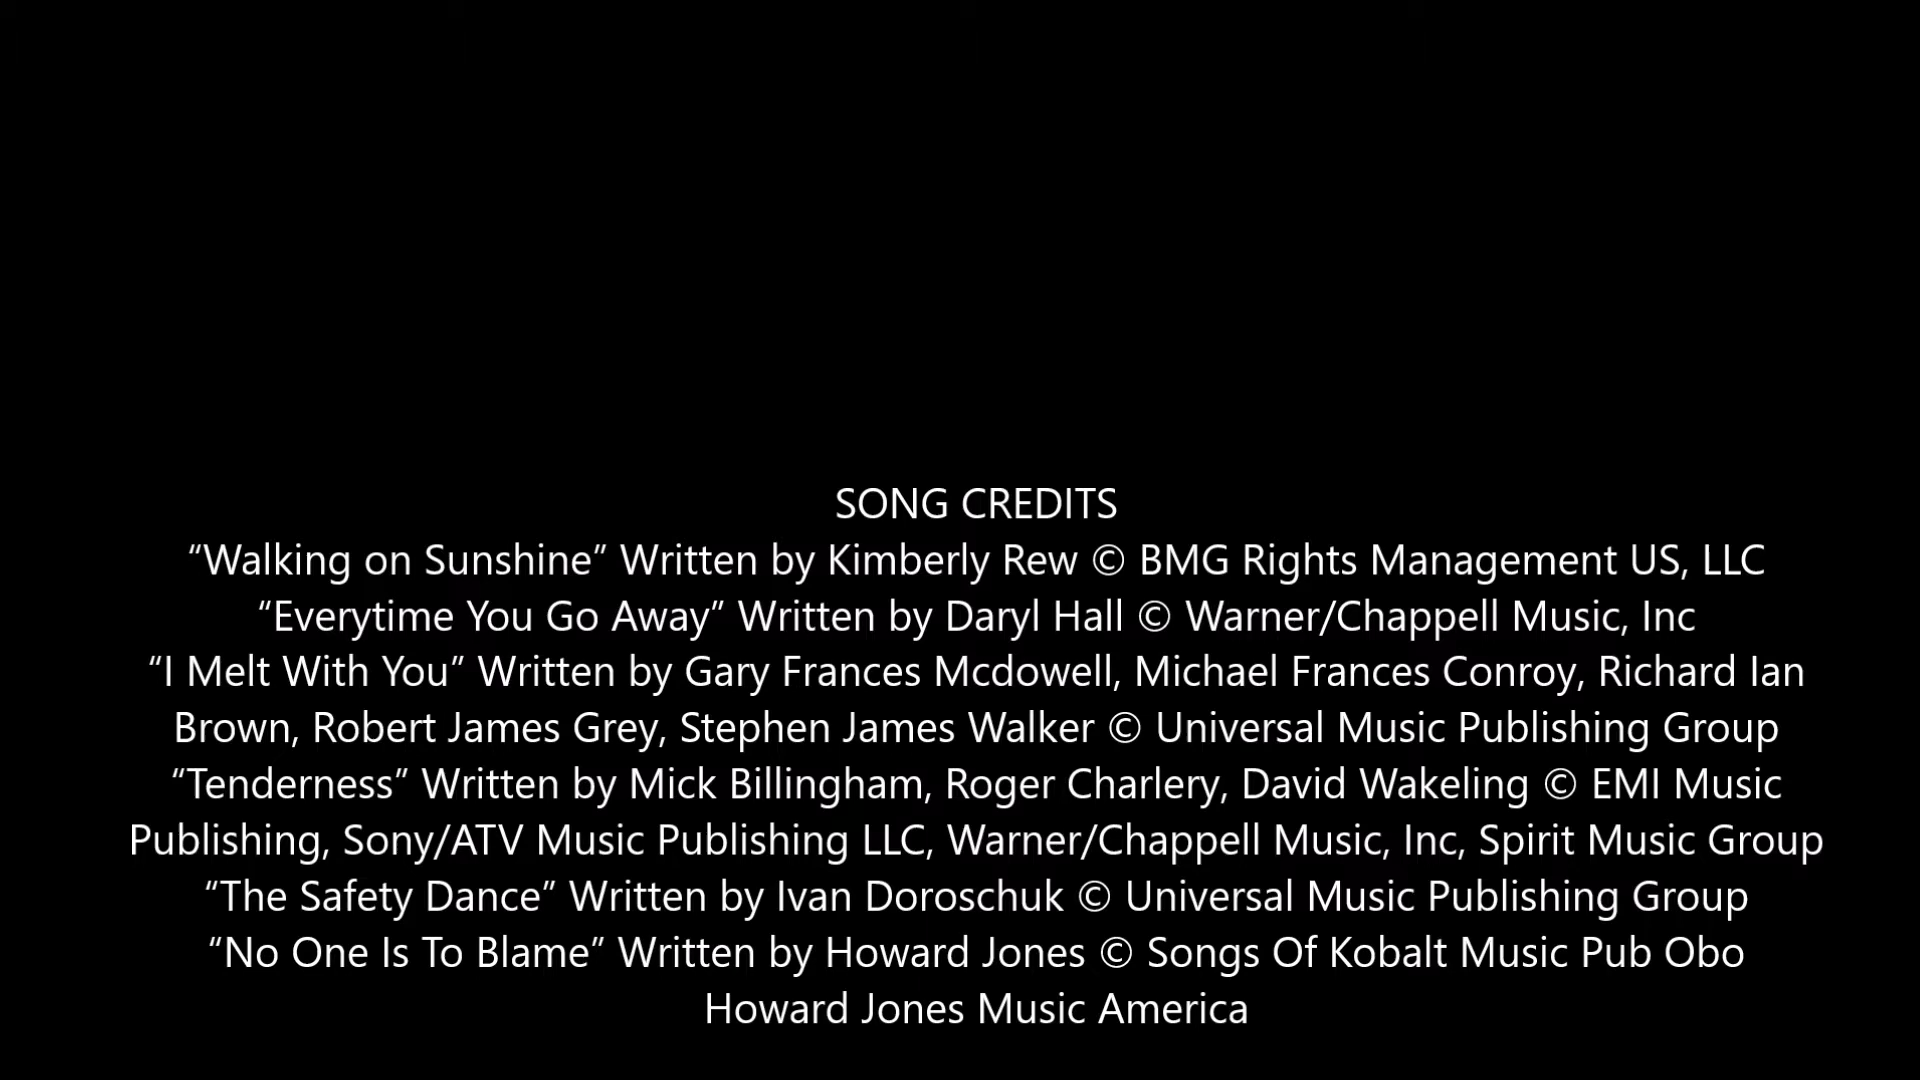 SONG CREDITS
“Walking on Sunshine” Written by Kimberly Rew © BMG Rights Management US, LLC
“Everytime You Go Away” Written by Daryl Hall © Warner/Chappell Music, Inc
“I Melt With You” Written by Gary Frances Mcdowell, Michael Frances Conroy, Richard Ian
Brown, Robert James Grey, Stephen James Walker © Universal Music Publishing Group
“Tenderness” Written by Mick Billingham, Roger Charlery, David Wakeling © EMI Music
Publishing, Sony/ATV Music Publishing LLC, Warner/Chappell Music, Inc, Spirit Music Group
“The Safety Dance” Written by Ivan Doroschuk © Universal Music Publishing Group
“No One Is To Blame” Written by Howard Jones © Songs Of Kobalt Music Pub Obo
Howard Jones Music America